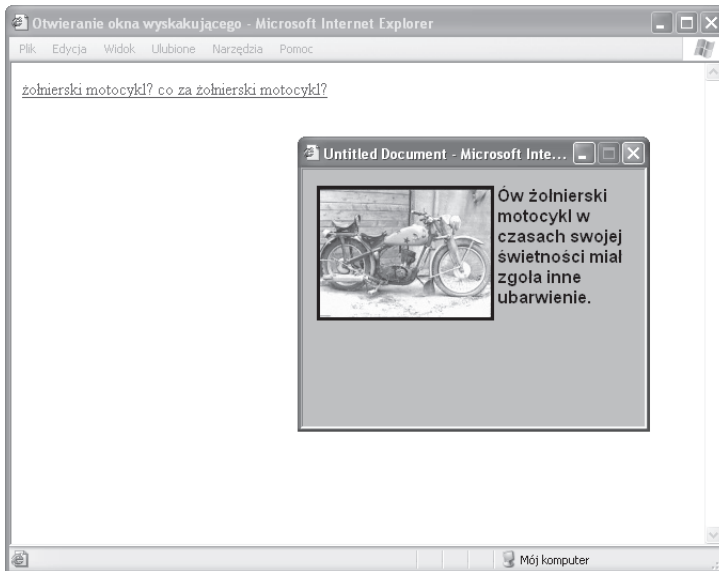 Otwieranie okna wyskakującego - Microsoft Internet Explorer
Plik Edycja Widok Ulubione Narzędzia Pomoc
żołnierski motocykl? co za żołnierski motocykl?
Untitled Document - Microsoft Inte...
Ów żołnierski
motocykl w
czasach swojej
świetności miał
zgoła inne
ubarwienie.
Mój komputer